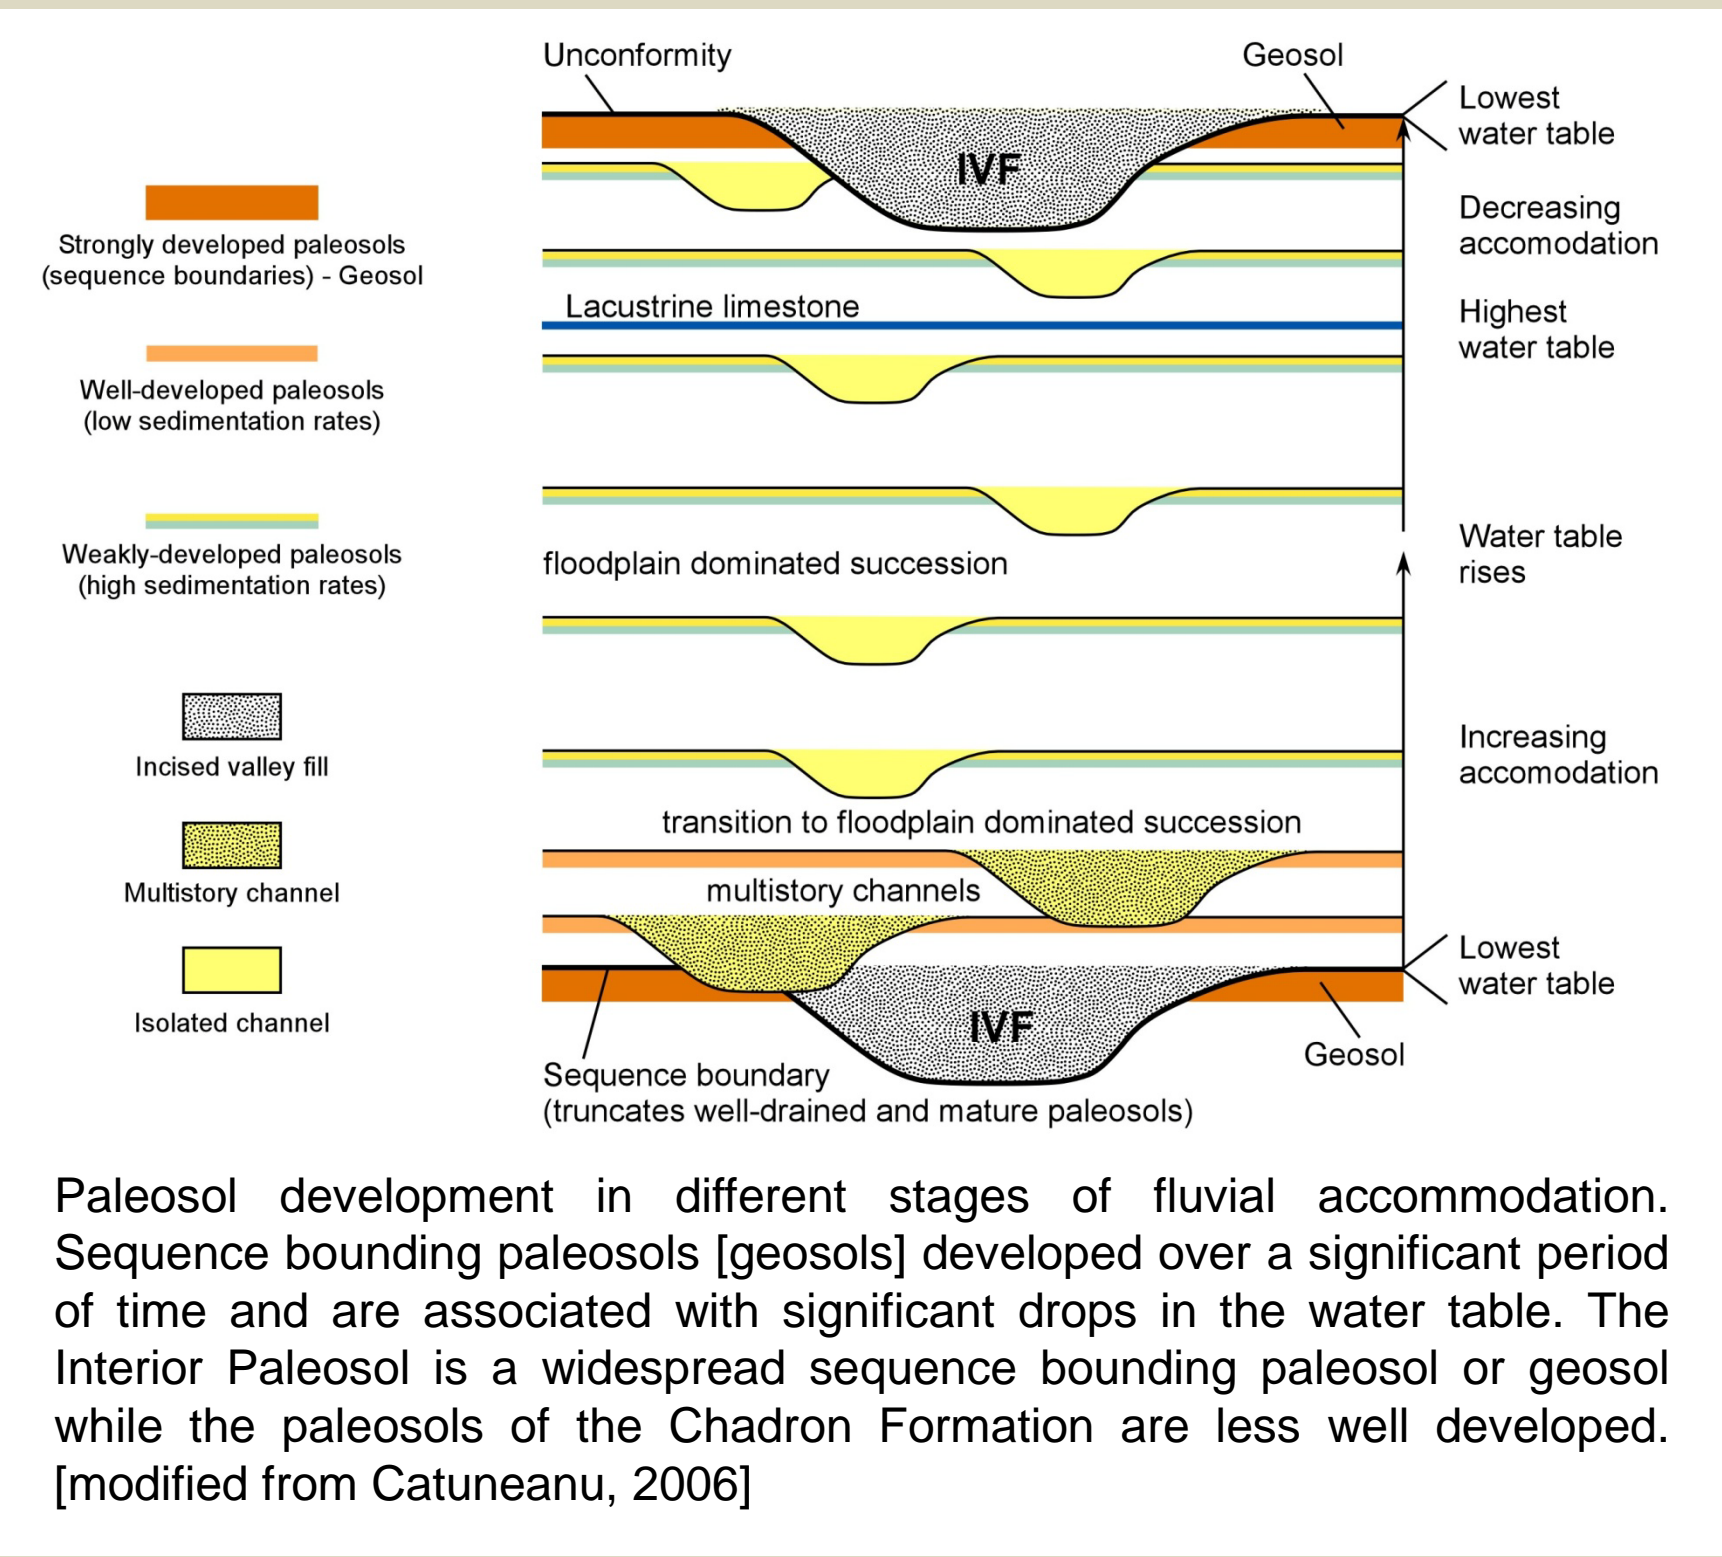 Unconformity
Geosol
Lowest
water table
IVF
Decreasing
accomodation
Strongly developed paleosols
(sequence boundaries) - Geosol
Lacustrine limestone
Highest
water table
Well-developed paleosols
(low sedimentation rates)
Weakly-developed paleosols
(high sedimentation rates)
floodplain dominated succession
Water table
rises
Incised valley fill
Increasing
accomodation
transition to floodplain dominated succession
Multistory channel
multistory channels
Lowest
water table
Isolated channel
IVF
Geosol
Sequence boundary
(truncates well-drained and mature paleosols)
Paleosol development in different stages of fluvial accommodation.
Sequence bounding paleosols [geosols] developed over a significant period
of time and are associated with significant drops in the water table. The
Interior Paleosol is a widespread sequence bounding paleosol or geosol
while the paleosols of the Chadron Formation are less well developed.
[modified from Catuneanu, 2006]